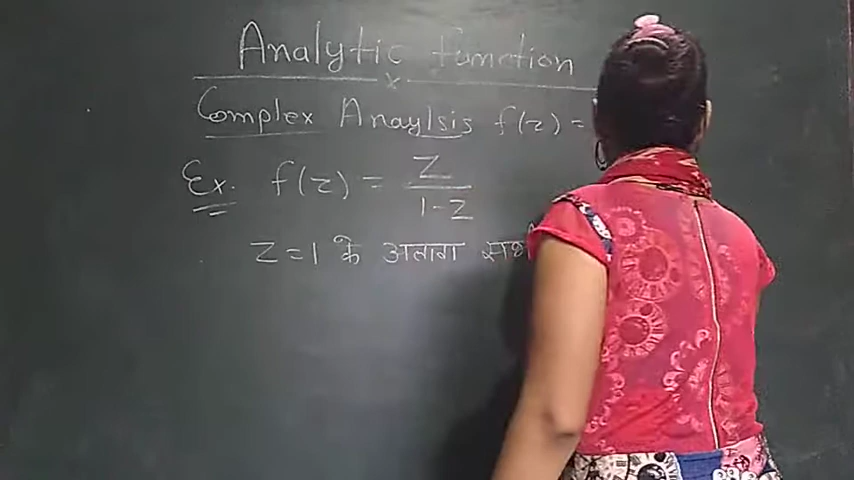 Analytic function
Complex Anaylsis f(z) =
Ex. f(z) = z/1-z
z=1 के अलावा